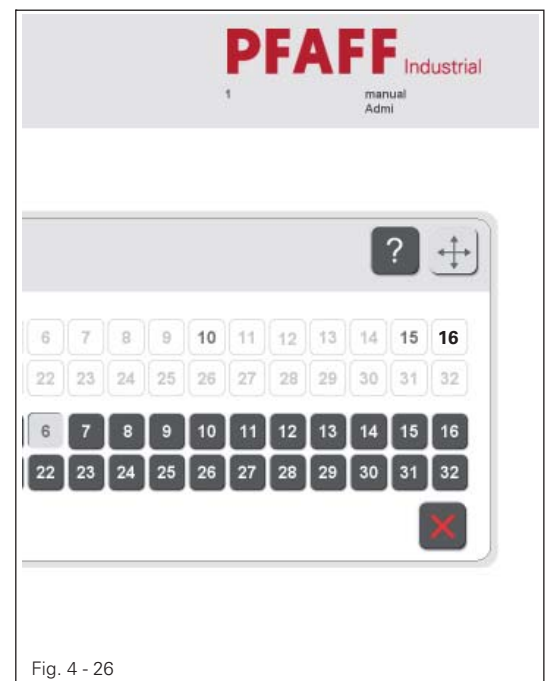 PFAFF Industrial
1 manual
Admi
?
6 7 8 9 10 11 12 13 14 15 16
22 23 24 25 26 27 28 29 30 31 32
6 7 8 9 10 11 12 13 14 15 16
22 23 24 25 26 27 28 29 30 31 32
Fig. 4 - 26